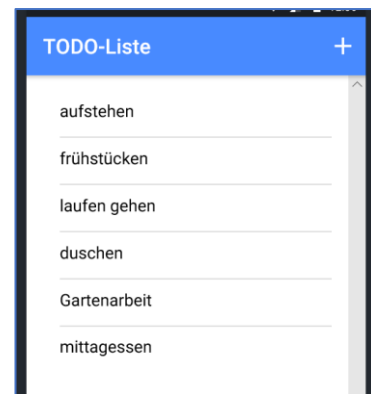 TODO-Liste +
aufstehen
frühstücken
laufen gehen
duschen
Gartenarbeit
mittagessen